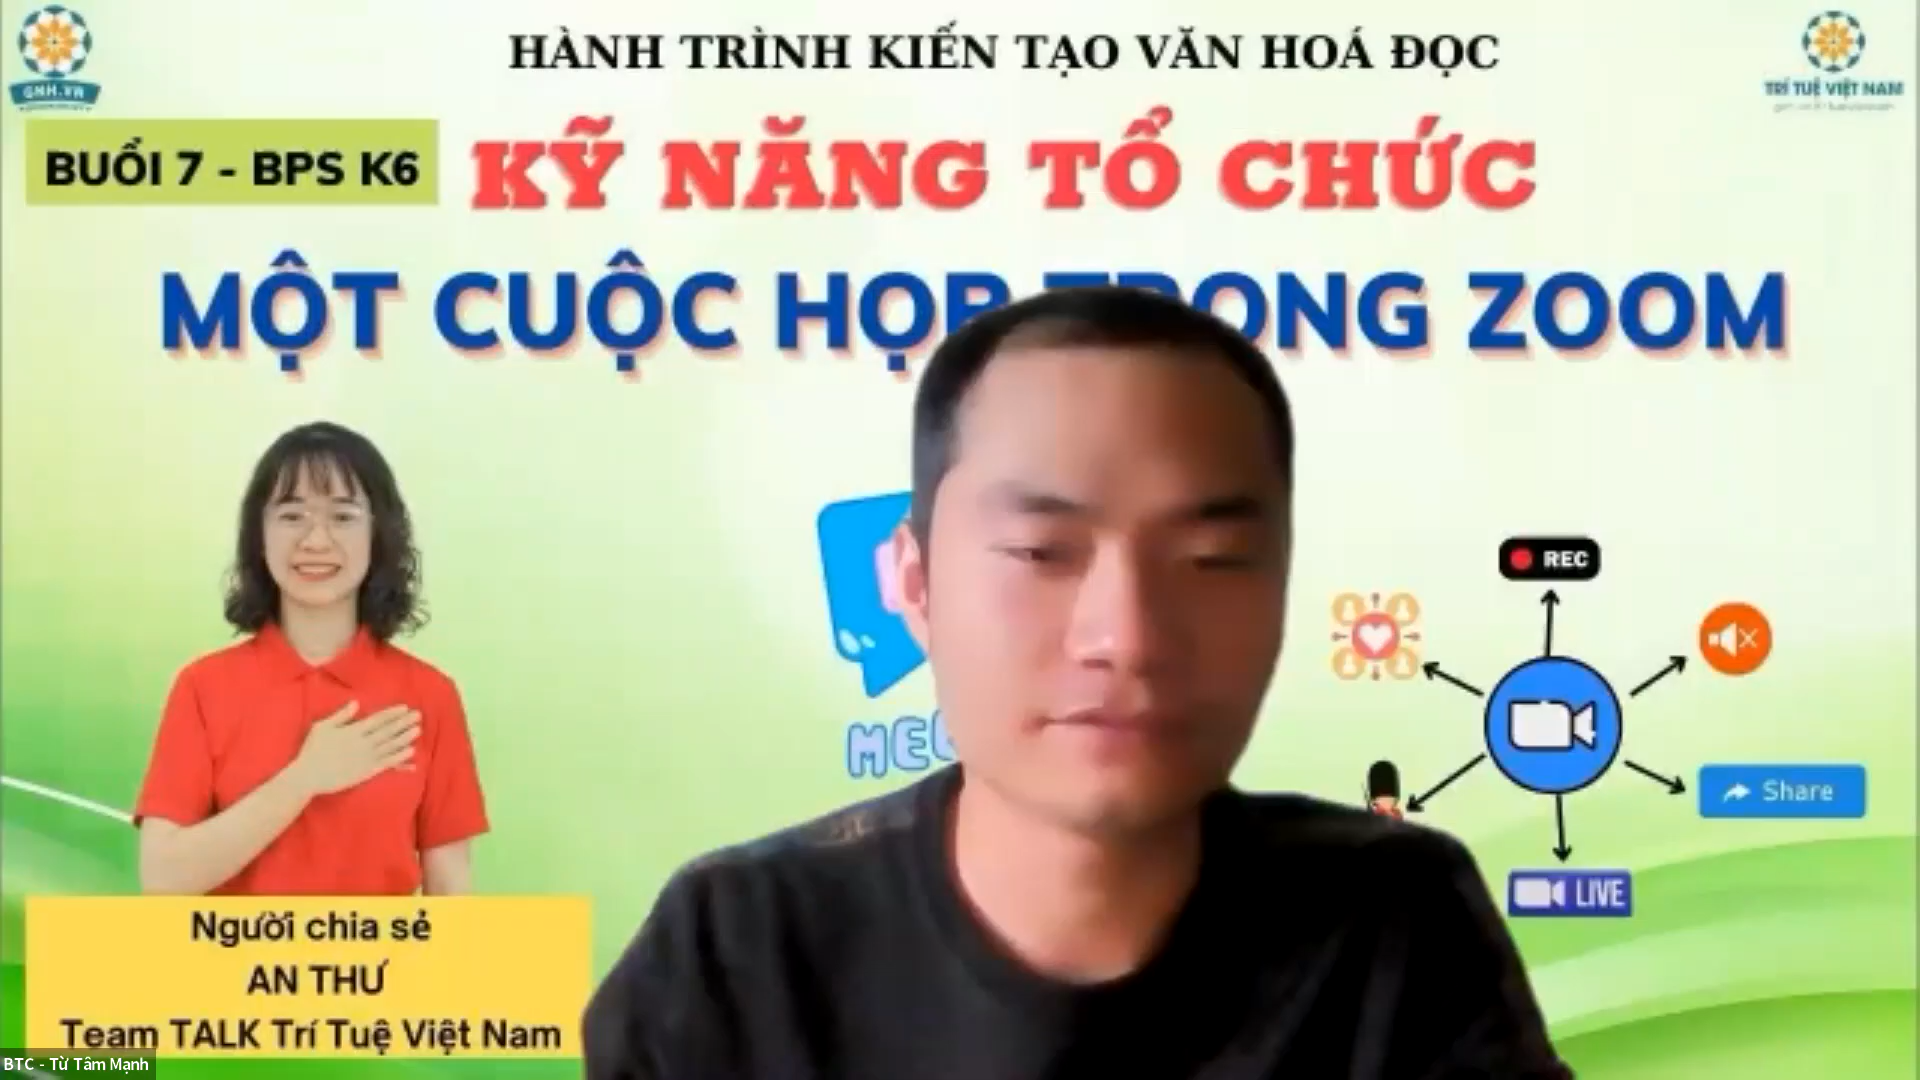 HÀNH TRÌNH KIẾN TẠO VĂN HOÁ ĐỌC
GNH.VN
TRÍ TUỆ VIỆT NAM
BUỔI 7 - BPS K6
KỸ NĂNG TỔ CHỨC
MỘT CUỘC HỌP TRONG ZOOM
REC
MEE
Share
LIVE
Người chia sẻ
AN THƯ
Team TALK Trí Tuệ Việt Nam
BTC - Từ Tâm Mạnh